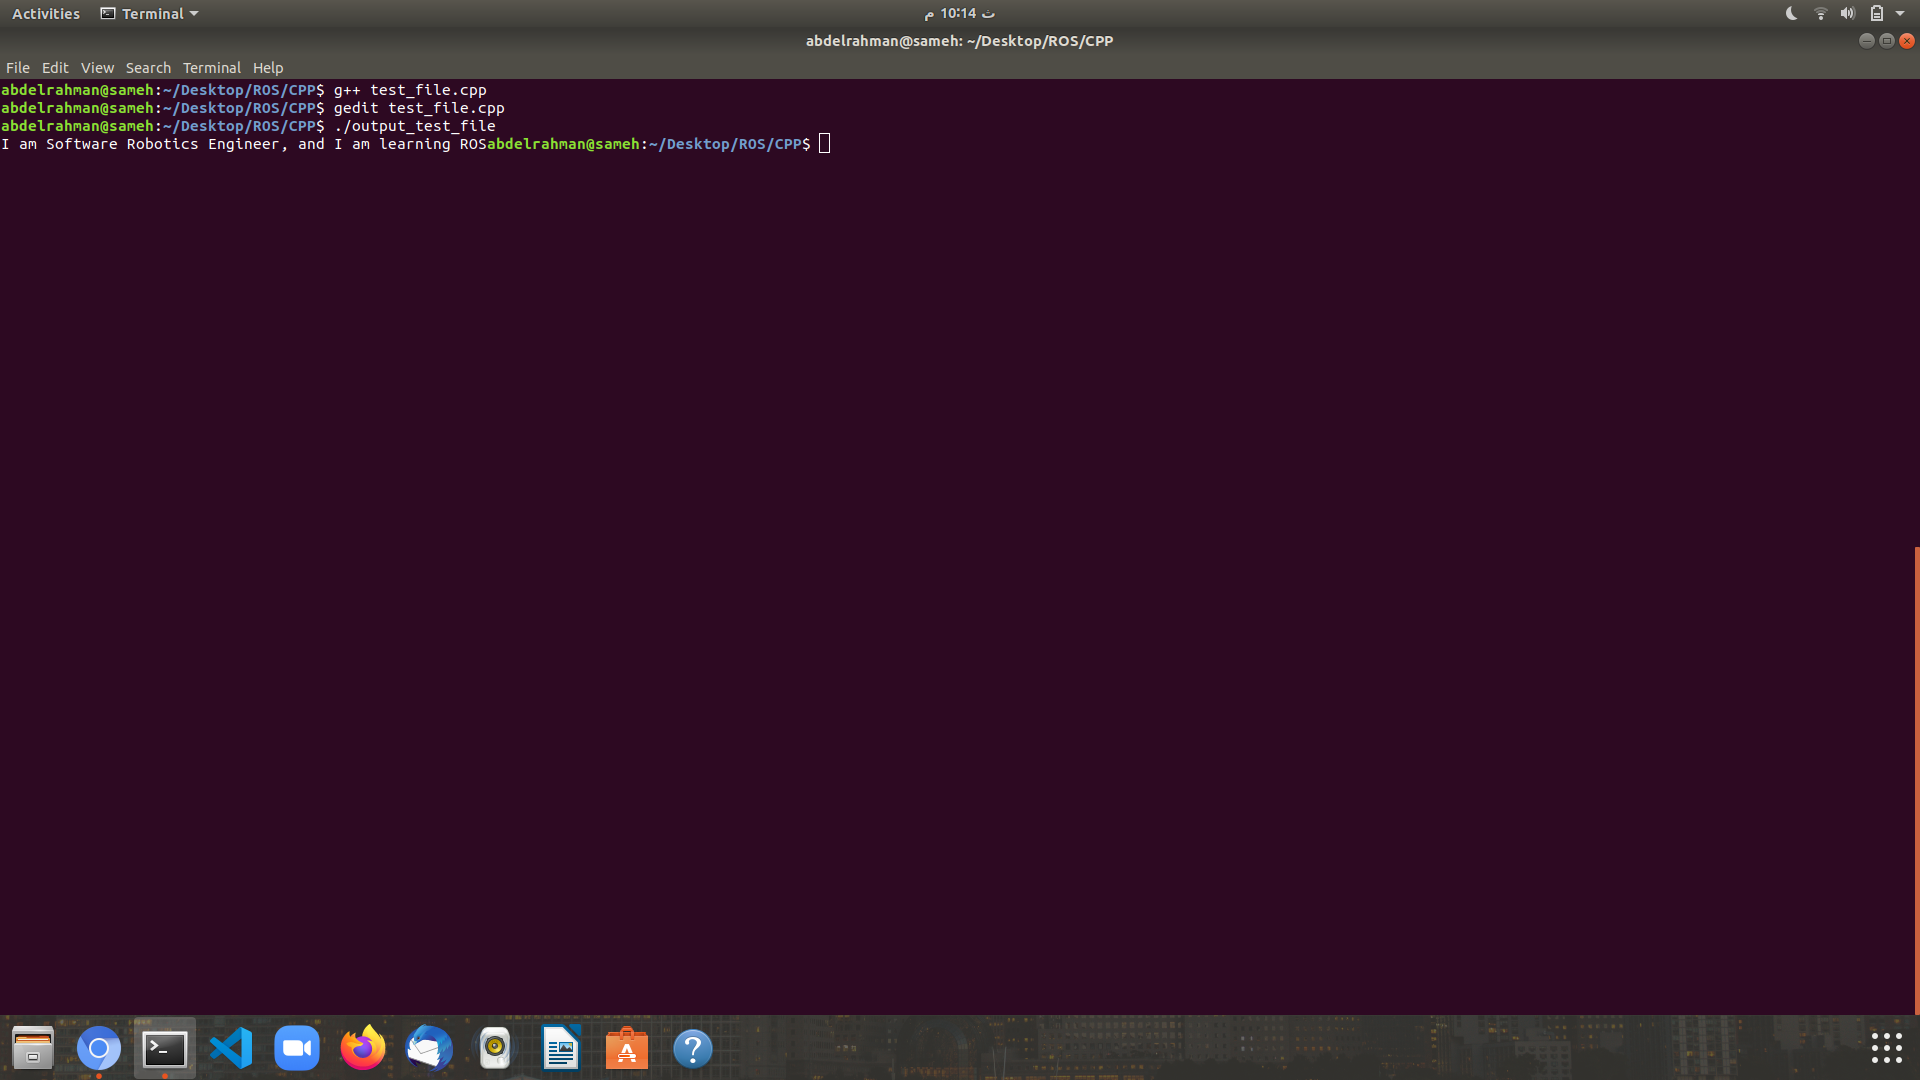 Activities Terminal ث 10:14 م
abdelrahman@sameh: ~/Desktop/ROS/CPP
File Edit View Search Terminal Help
abdelrahman@sameh:~/Desktop/ROS/CPP$ g++ test_file.cpp
abdelrahman@sameh:~/Desktop/ROS/CPP$ gedit test_file.cpp
abdelrahman@sameh:~/Desktop/ROS/CPP$ ./output_test_file
I am Software Robotics Engineer, and I am learning ROSabdelrahman@sameh:~/Desktop/ROS/CPP$